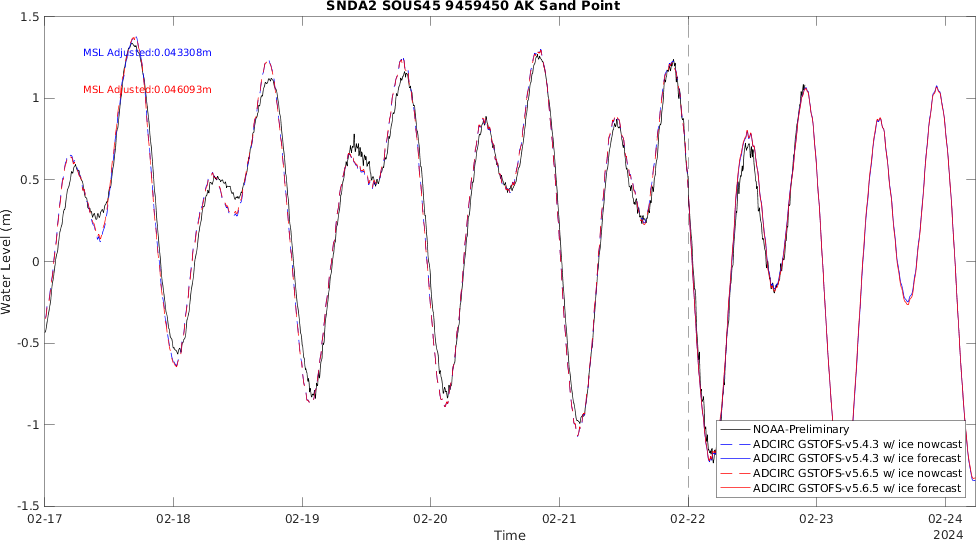 SNDA2 SOUS45 9459450 AK Sand Point
MSL Adjusted:0.043308m
MSL Adjusted:0.046093m
Water Level (m)
1.5
1
0.5
0
-0.5
-1
-1.5
NOAA-Preliminary
ADCIRC GSTOFS-v5.4.3 w/ ice nowcast
ADCIRC GSTOFS-v5.4.3 w/ ice forecast
ADCIRC GSTOFS-v5.6.5 w/ ice nowcast
ADCIRC GSTOFS-v5.6.5 w/ ice forecast
02-17 02-18 02-19 02-20 02-21 02-22 02-23 02-24
2024
Time